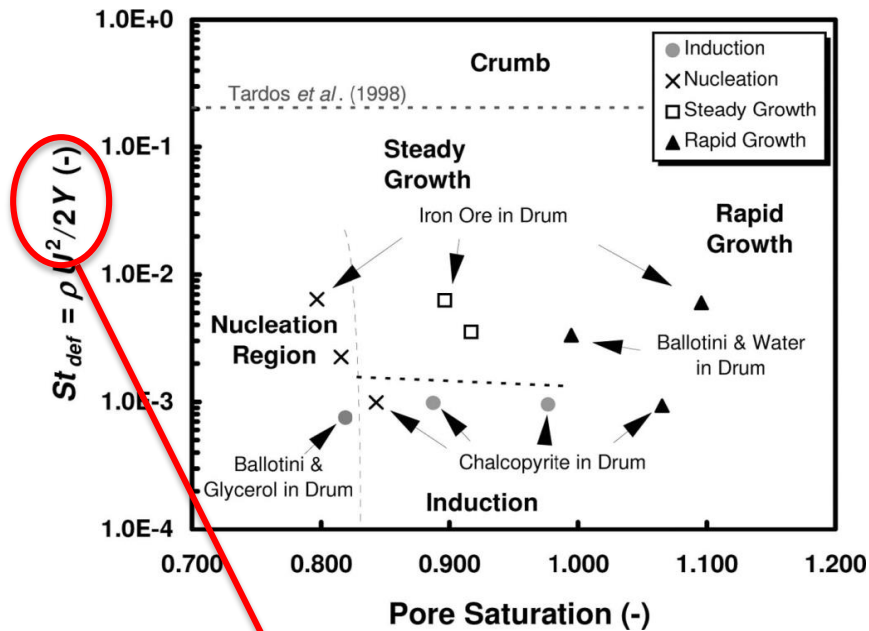 1.0E+0
1.0E-1
1.0E-2
1.0E-3
1.0E-4
St def = ρ U²/2Y (-)
Crumb
Tardos et al. (1998)
Induction
Nucleation
Steady Growth
Rapid Growth
Steady
Growth
Iron Ore in Drum
Rapid
Growth
Nucleation
Region
Ballotini & Water
in Drum
Ballotini &
Glycerol in Drum
Chalcopyrite in Drum
Induction
0.700 0.800 0.900 1.000 1.100 1.200
Pore Saturation (-)